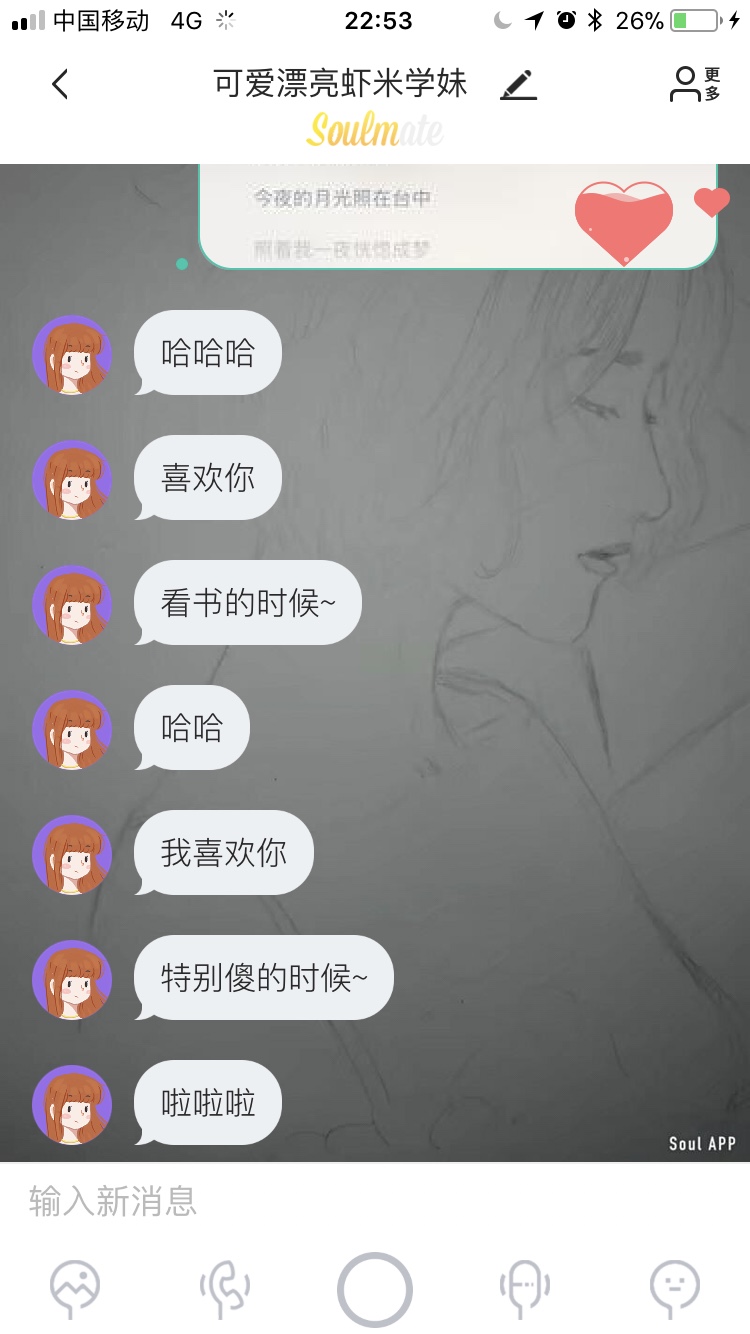 中国移动 4G 22:53 26%
可爱漂亮虾米学妹 更多
Soulmate
今夜的月光照在台中
照着我一夜恍惚成梦
哈哈哈
喜欢你
看书的时候~
哈哈
我喜欢你
特别傻的时候~
啦啦啦
Soul APP
输入新消息